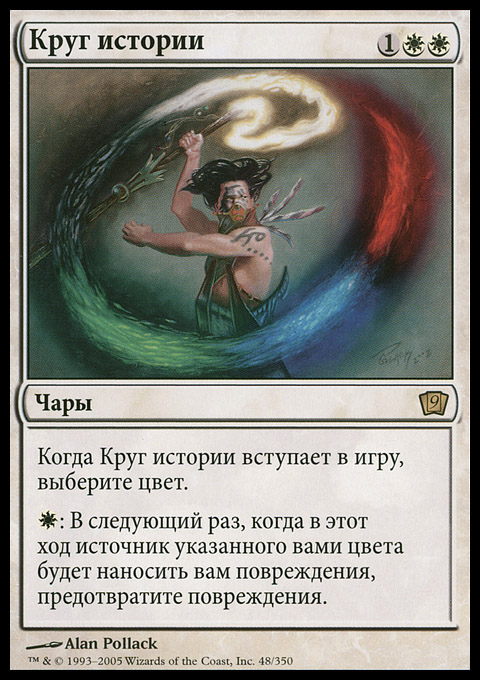 Круг истории 1
Чары 9
Когда Круг истории вступает в игру,
выберите цвет.
: В следующий раз, когда в этот
ход источник указанного вами цвета
будет наносить вам повреждения,
предотвратите повреждения.
Alan Pollack
™ & © 1993–2005 Wizards of the Coast, Inc. 48/350